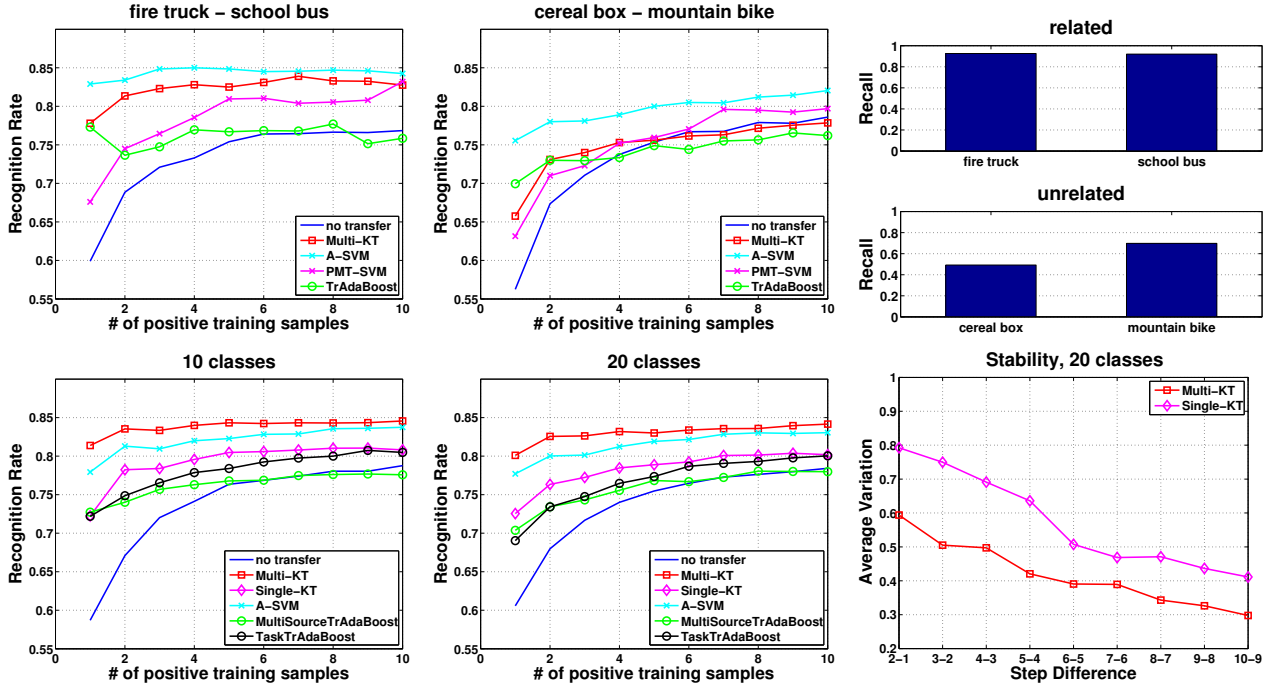 fire truck − school bus
Recognition Rate
0.85
0.8
0.75
0.7
0.65
0.6
0.55
0 2 4 6 8 10
# of positive training samples
no transfer
Multi−KT
A−SVM
PMT−SVM
TrAdaBoost
cereal box − mountain bike
Recognition Rate
0.85
0.8
0.75
0.7
0.65
0.6
0.55
0 2 4 6 8 10
# of positive training samples
no transfer
Multi−KT
A−SVM
PMT−SVM
TrAdaBoost
related
Recall
1
0.8
0.6
0.4
0.2
0
fire truck school bus
unrelated
Recall
1
0.8
0.6
0.4
0.2
0
cereal box mountain bike
10 classes
Recognition Rate
0.85
0.8
0.75
0.7
0.65
0.6
0.55
0 2 4 6 8 10
# of positive training samples
no transfer
Multi−KT
Single−KT
A−SVM
MultiSourceTrAdaBoost
TaskTrAdaBoost
20 classes
Recognition Rate
0.85
0.8
0.75
0.7
0.65
0.6
0.55
0 2 4 6 8 10
# of positive training samples
no transfer
Multi−KT
Single−KT
A−SVM
MultiSourceTrAdaBoost
TaskTrAdaBoost
Stability, 20 classes
Average Variation
1
0.9
0.8
0.7
0.6
0.5
0.4
0.3
2−1 3−2 4−3 5−4 6−5 7−6 8−7 9−8 10−9
Step Difference
Multi−KT
Single−KT